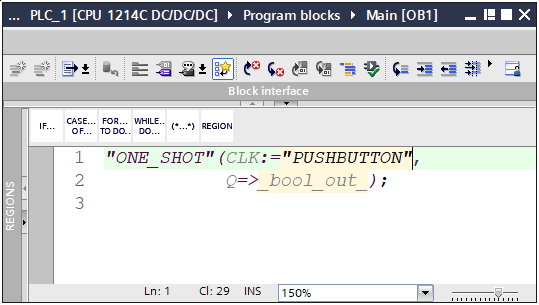 ... PLC_1 [CPU 1214C DC/DC/DC] Program blocks Main [OB1]
Block interface
IF... CASE... OF... FOR... TO DO... WHILE... DO... (*...*) REGION
REGIONS
1 "ONE_SHOT"(CLK:="PUSHBUTTON",
2 Q=>_bool_out_);
3
Ln: 1 Cl: 29 INS 150%